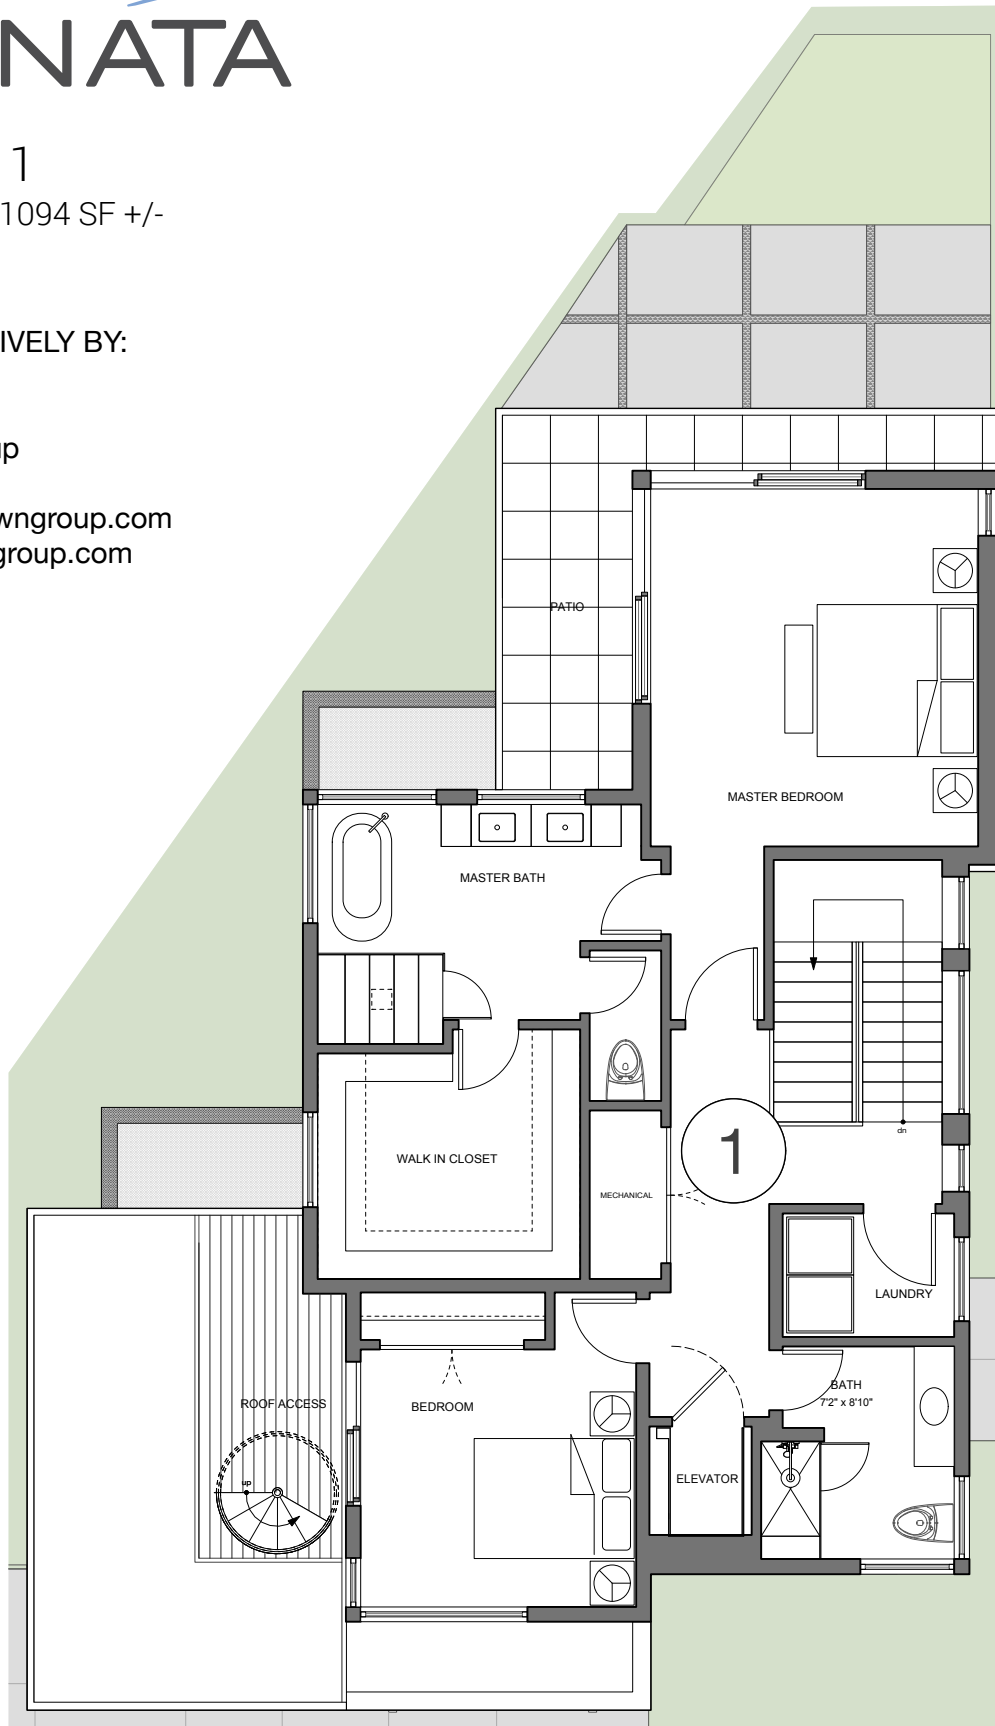 NATA
1
1094 SF +/-
IVELY BY:
up
wngroup.com
group.com
PATIO
MASTER BEDROOM
MASTER BATH
dn
1
WALK IN CLOSET
MECHANICAL
LAUNDRY
BATH
7'2" x 8'10"
ROOF ACCESS
BEDROOM
ELEVATOR
up